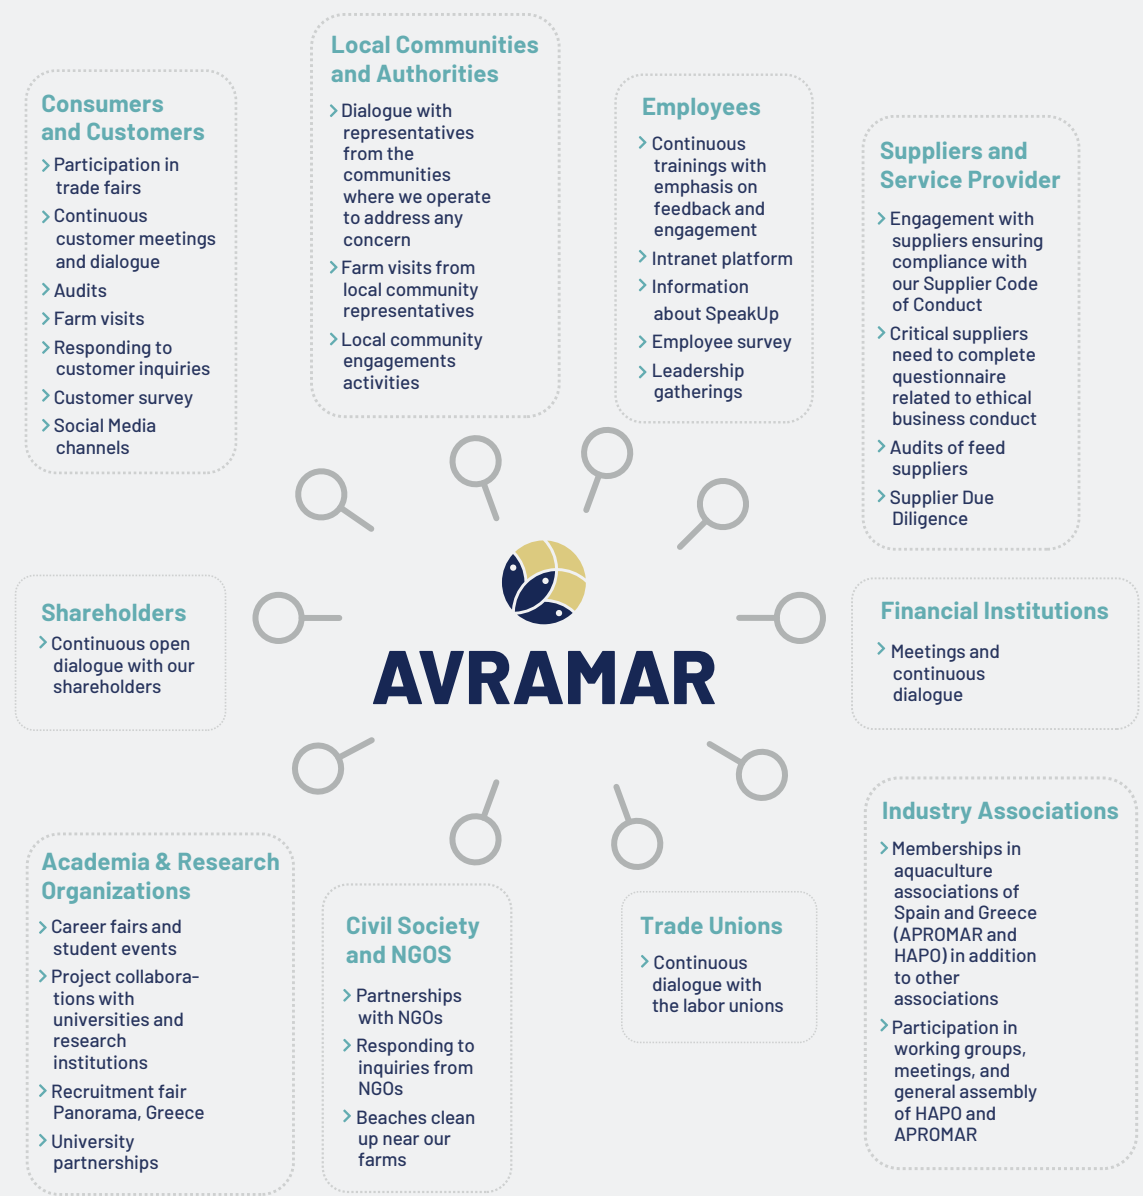 Consumers
and Customers
Participation in
trade fairs
Continuous
customer meetings
and dialogue
Audits
Farm visits
Responding to
customer inquiries
Customer survey
Social Media
channels
Local Communities
and Authorities
Dialogue with
representatives
from the
communities
where we operate
to address any
concern
Farm visits from
local community
representatives
Local community
engagements
activities
Employees
Continuous
trainings with
emphasis on
feedback and
engagement
Intranet platform
Information
about SpeakUp
Employee survey
Leadership
gatherings
Suppliers and
Service Provider
Engagement with
suppliers ensuring
compliance with
our Supplier Code
of Conduct
Critical suppliers
need to complete
questionnaire
related to ethical
business conduct
Audits of feed
suppliers
Supplier Due
Diligence
Shareholders
Continuous open
dialogue with our
shareholders
AVRAMAR
Financial Institutions
Meetings and
continuous
dialogue
Academia & Research
Organizations
Career fairs and
student events
Project collabora-
tions with
universities and
research
institutions
Recruitment fair
Panorama, Greece
University
partnerships
Civil Society
and NGOS
Partnerships
with NGOs
Responding to
inquiries from
NGOs
Beaches clean
up near our
farms
Trade Unions
Continuous
dialogue with
the labor unions
Industry Associations
Memberships in
aquaculture
associations of
Spain and Greece
(APROMAR and
HAPO) in addition
to other
associations
Participation in
working groups,
meetings, and
general assembly
of HAPO and
APROMAR